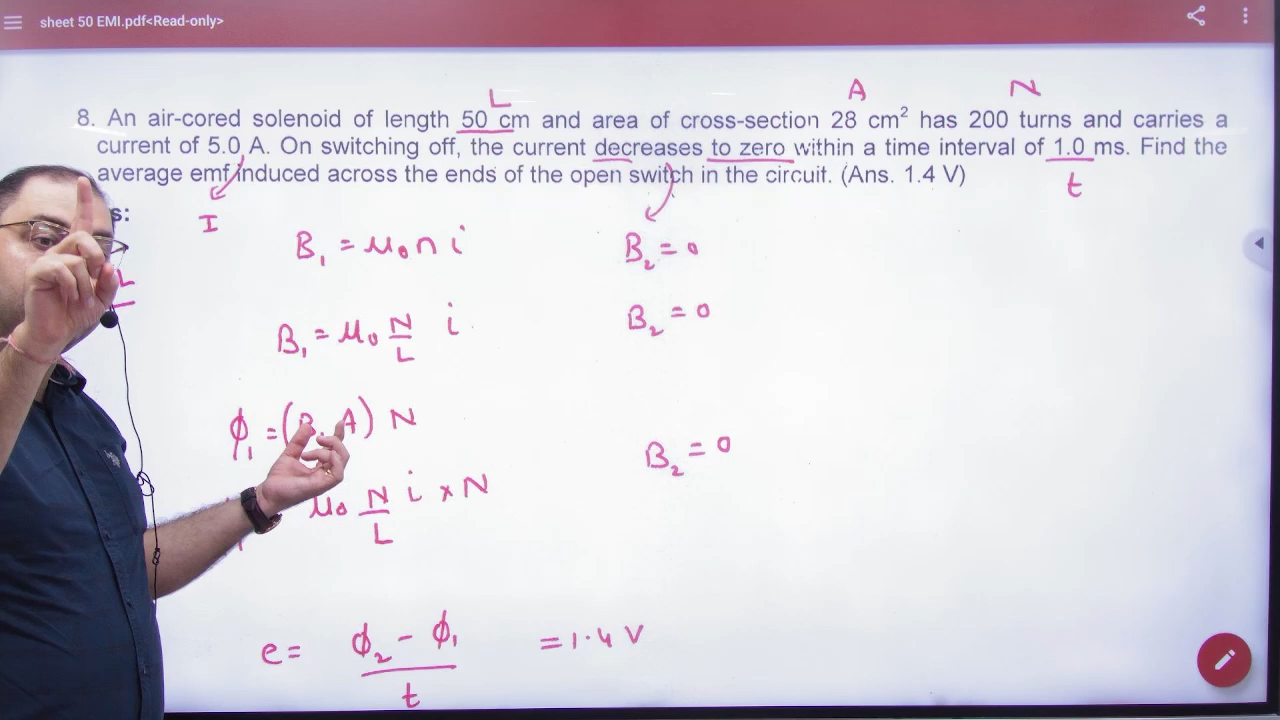 sheet 50 EMI.pdf<Read-only>
L A N
8. An air-cored solenoid of length 50 cm and area of cross-section 28 cm² has 200 turns and carries a
current of 5.0 A. On switching off, the current decreases to zero within a time interval of 1.0 ms. Find the
average emf induced across the ends of the open switch in the circuit. (Ans. 1.4 V)
I t
s:
B₁ = μ₀ n i B₂ = 0
L
B₁ = μ₀ N/L i B₂ = 0
ϕ₁ = (B. A) N
B₂ = 0
μ₀ N/L i × N
e = ϕ₂ - ϕ₁ / t = 1.4 V